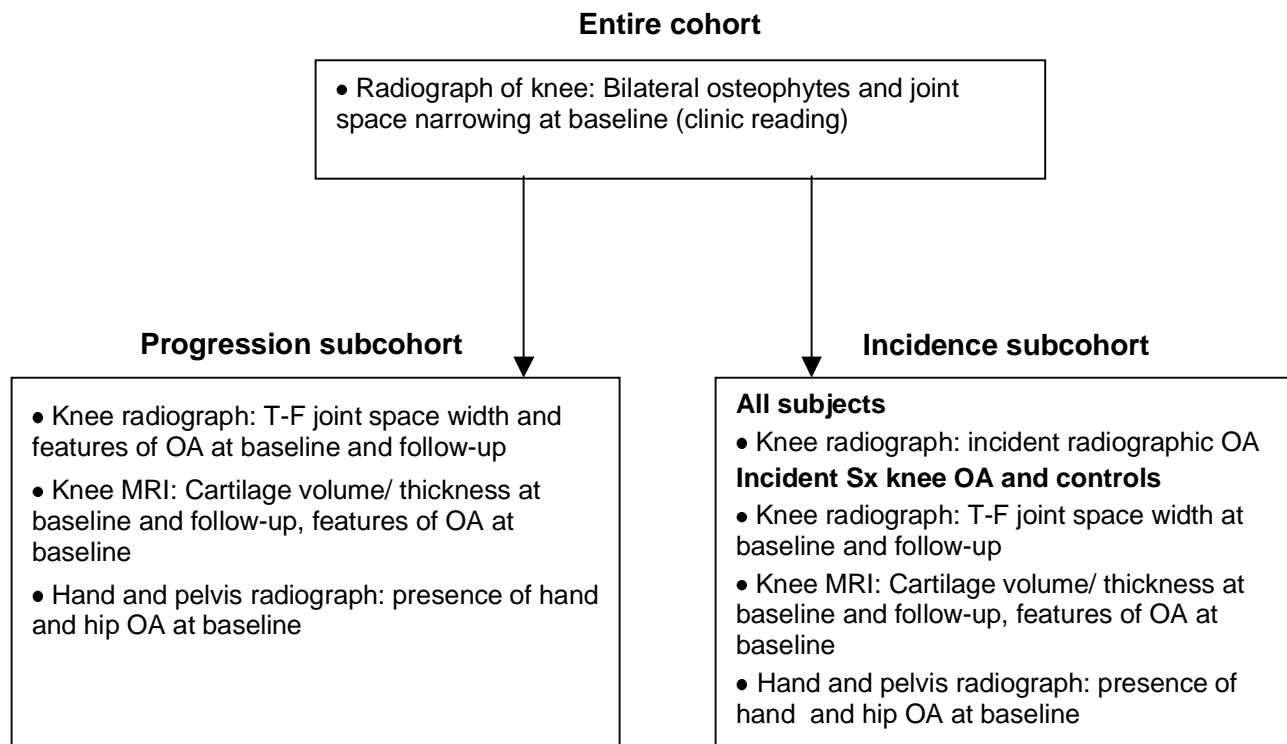 Entire cohort
• Radiograph of knee: Bilateral osteophytes and joint
space narrowing at baseline (clinic reading)
Progression subcohort
• Knee radiograph: T-F joint space width and
features of OA at baseline and follow-up
• Knee MRI: Cartilage volume/ thickness at
baseline and follow-up, features of OA at
baseline
• Hand and pelvis radiograph: presence of hand
and hip OA at baseline
Incidence subcohort
All subjects
• Knee radiograph: incident radiographic OA
Incident Sx knee OA and controls
• Knee radiograph: T-F joint space width at
baseline and follow-up
• Knee MRI: Cartilage volume/ thickness at
baseline and follow-up, features of OA at
baseline
• Hand and pelvis radiograph: presence of
hand  and hip OA at baseline